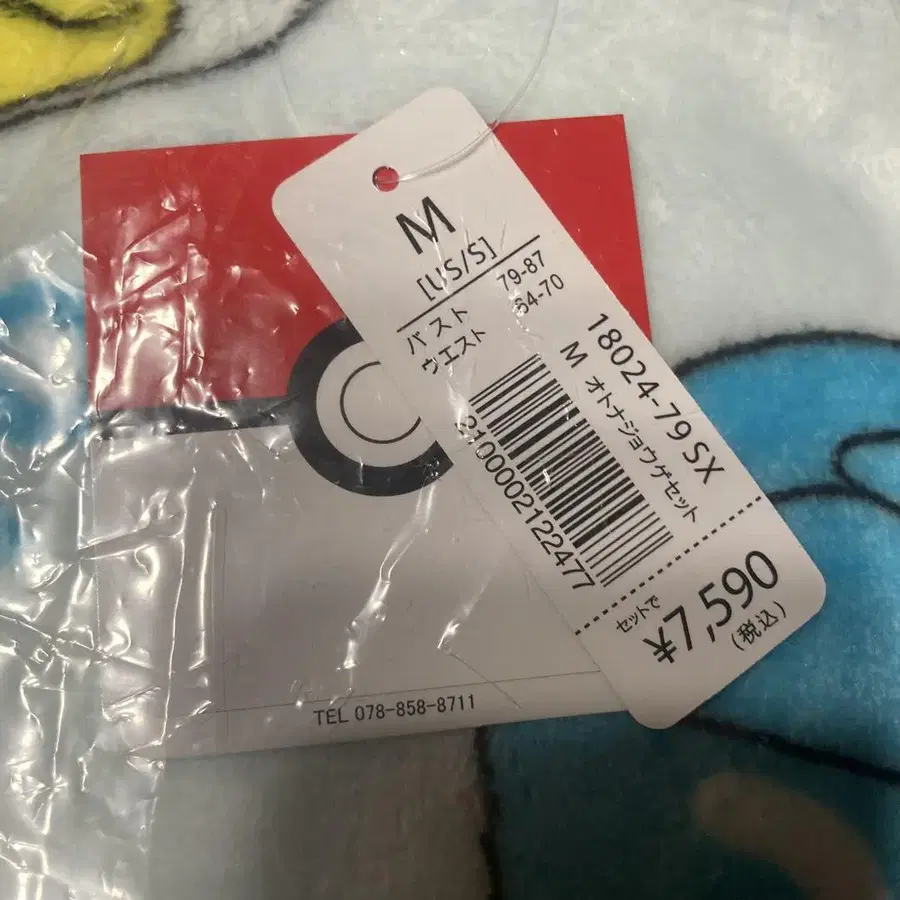 M
[US/S]
バスト 79-87
ウエスト 64-70
18024-79 SX
M オトナジョウゲセット
2100002122477
セットで
¥7,590
(税込)
TEL 078-858-8711